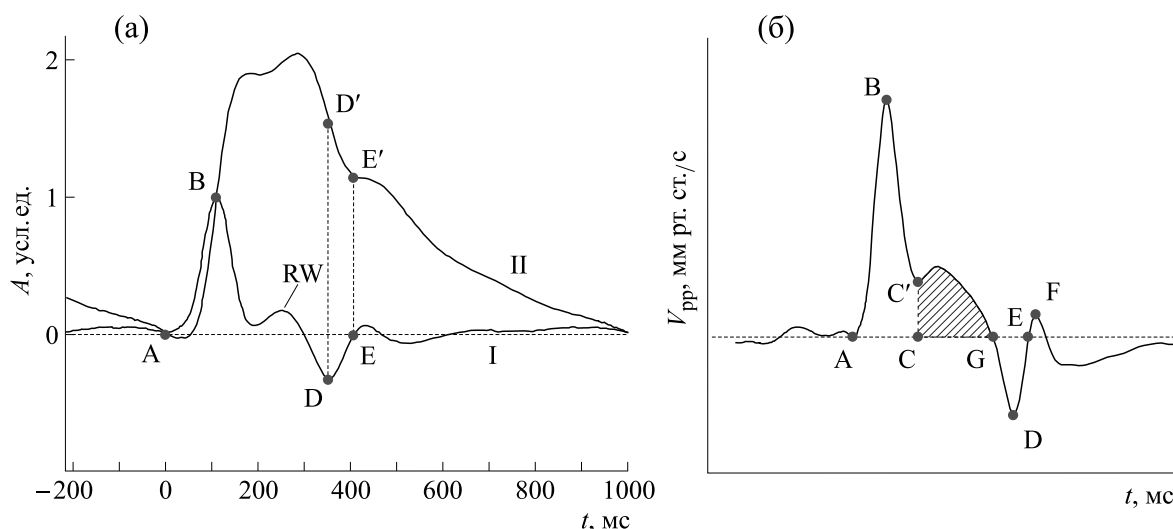 (а)
A, усл. ед.
2
1
0
B
D′
E′
RW
II
I
A
D
E
−200
0
200
400
600
800
1000
t, мс
(б)
V_pp, мм рт. ст./с
B
C′
F
E
A
C
G
D
t, мс